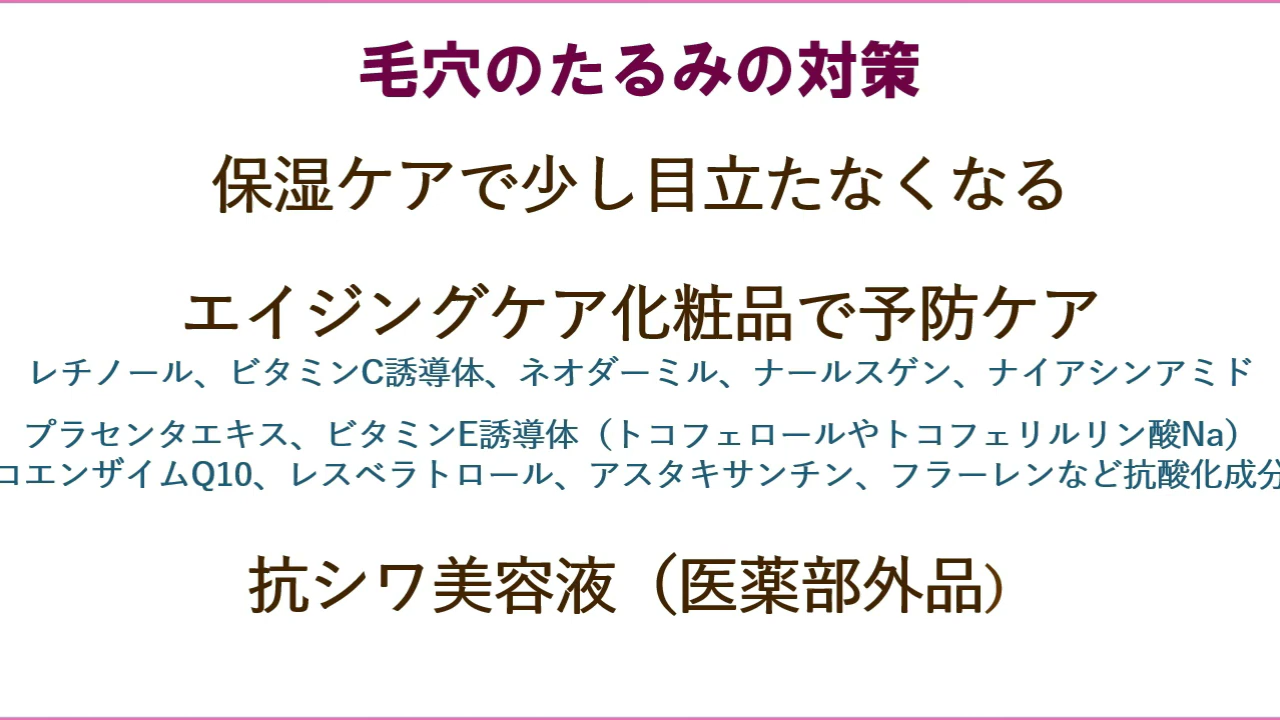 毛穴のたるみの対策
保湿ケアで少し目立たなくなる
エイジングケア化粧品で予防ケア
レチノール、ビタミンC誘導体、ネオダーミル、ナールスゲン、ナイアシンアミド
プラセンタエキス、ビタミンE誘導体（トコフェロールやトコフェリルリン酸Na）
コエンザイムQ10、レスベラトロール、アスタキサンチン、フラーレンなど抗酸化成分
抗シワ美容液（医薬部外品）